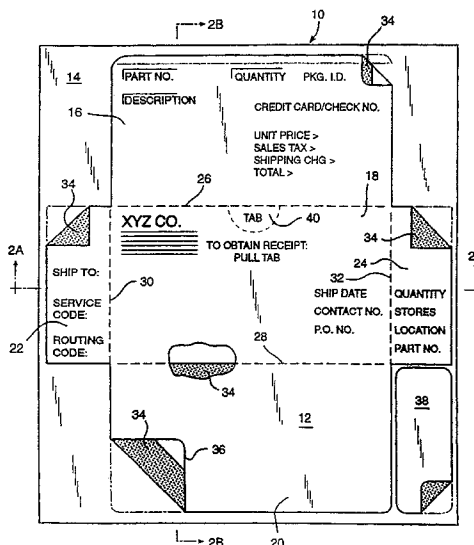 2B
10
34
14
PART NO.
QUANTITY
PKG. I.D.
DESCRIPTION
16
CREDIT CARD/CHECK NO.
UNIT PRICE >
SALES TAX >
SHIPPING CHG >
TOTAL >
34
26
18
XYZ CO.
TAB
40
34
TO OBTAIN RECEIPT:
PULL TAB
2A
24
2
SHIP TO:
30
32
SERVICE
CODE:
SHIP DATE
QUANTITY
CONTACT NO.
STORES
22
ROUTING
CODE:
P.O. NO.
LOCATION
PART NO.
28
34
34
12
38
36
2B
20